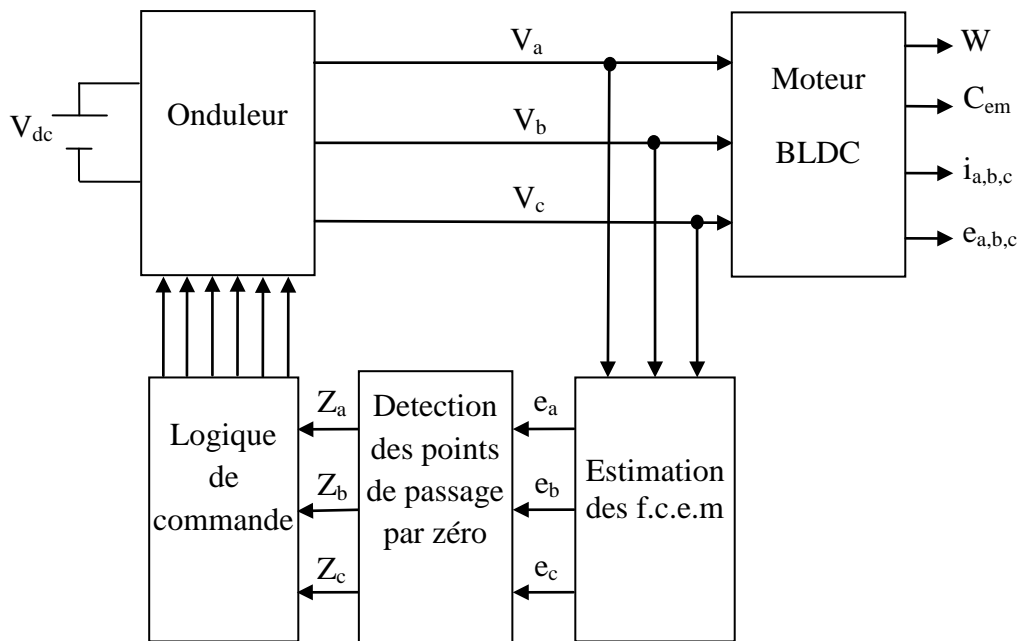 V_dc
Onduleur
V_a
V_b
V_c
Moteur
BLDC
W
C_em
i_a,b,c
e_a,b,c
Logique
de
commande
Z_a
Z_b
Z_c
Detection
des points
de passage
par zéro
e_a
e_b
e_c
Estimation
des f.c.e.m